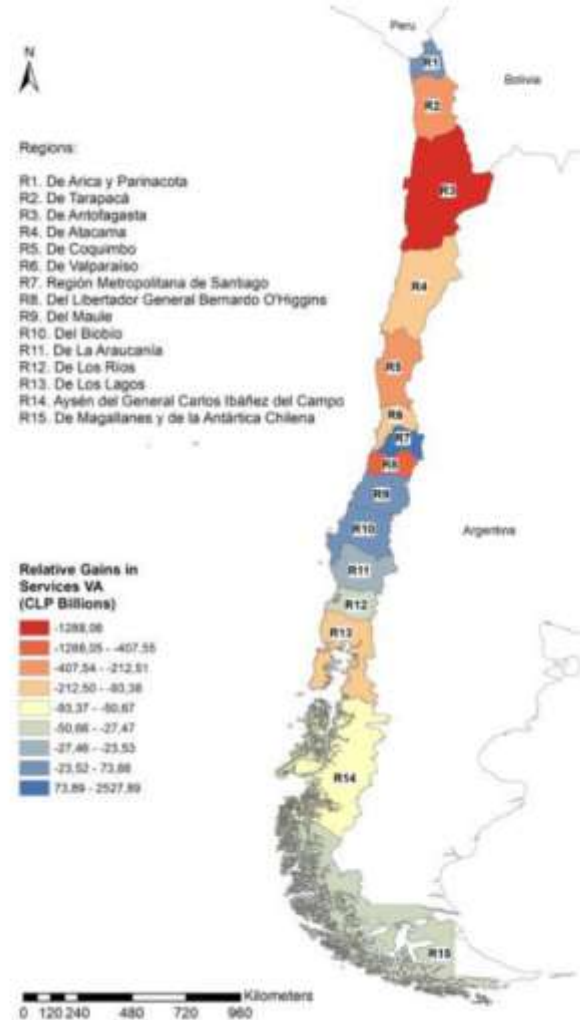 Peru
N
Bolivia
R1
R2
Regions:
R1. De Arica y Parinacota
R2. De Tarapacá
R3. De Antofagasta
R4. De Atacama
R5. De Coquimbo
R6. De Valparaíso
R7. Región Metropolitana de Santiago
R8. Del Libertador General Bernardo O'Higgins
R9. Del Maule
R10. Del Biobío
R11. De La Araucanía
R12. De Los Ríos
R13. De Los Lagos
R14. Aysén del General Carlos Ibáñez del Campo
R15. De Magallanes y de la Antártica Chilena
R3
R4
R5
R6
R7
R8
R9
R10
Argentina
R11
R12
R13
R14
R15
Relative Gains in
Services VA
(CLP Billions)
-1288,06
-1288,05 - -407,55
-407,54 - -212,51
-212,50 - -93,38
-93,37 - -50,67
-50,66 - -27,47
-27,46 - -23,53
-23,52 - 73,88
73,89 - 2527,89
Kilometers
0 120 240 480 720 960